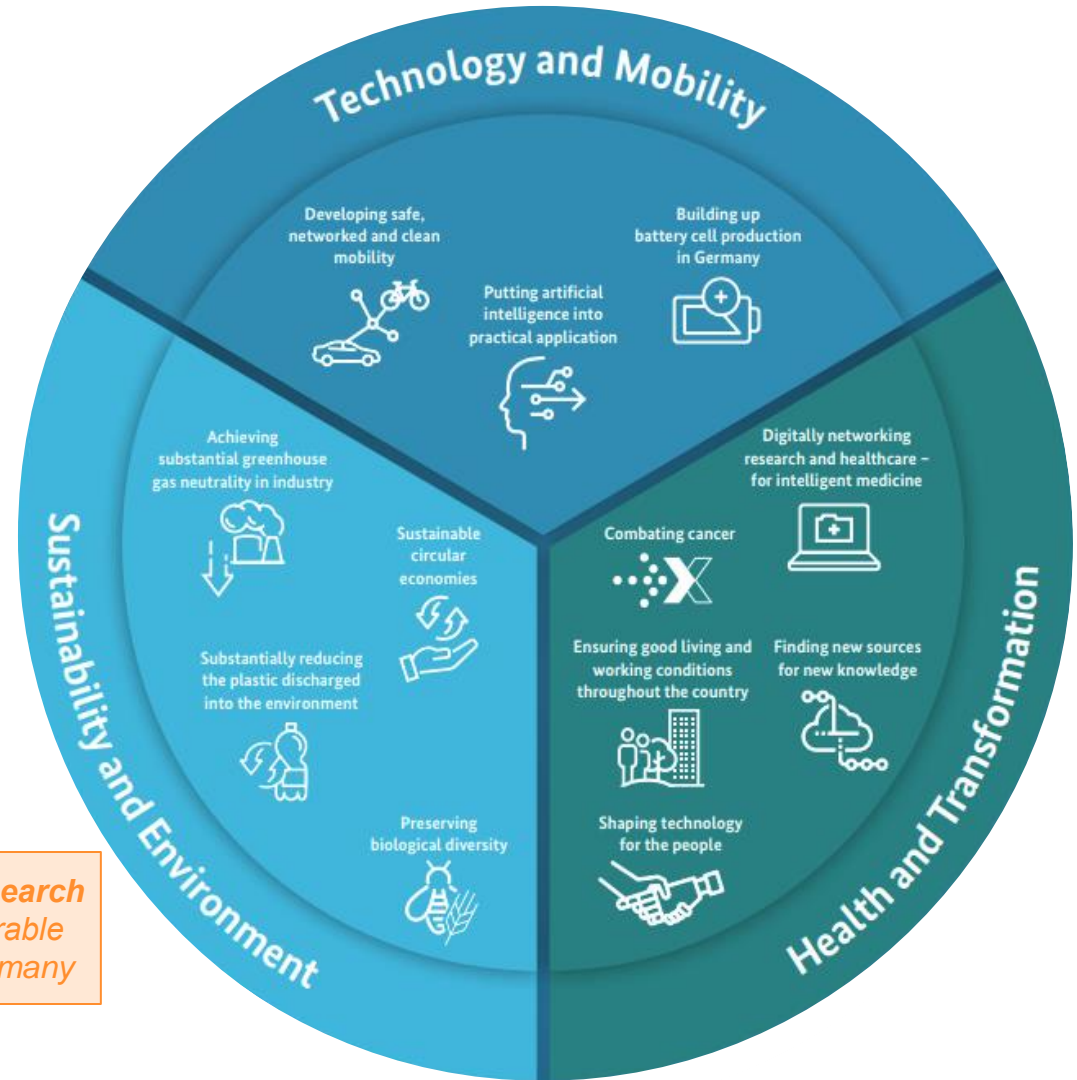 Technology and Mobility
Developing safe,
networked and clean
mobility
Putting artificial
intelligence into
practical application
Building up
battery cell production
in Germany
Sustainability and Environment
Achieving
substantial greenhouse
gas neutrality in industry
Sustainable
circular
economies
Substantially reducing
the plastic discharged
into the environment
Preserving
biological diversity
Health and Transformation
Digitally networking
research and healthcare –
for intelligent medicine
Combating cancer
Ensuring good living and
working conditions
throughout the country
Finding new sources
for new knowledge
Shaping technology
for the people